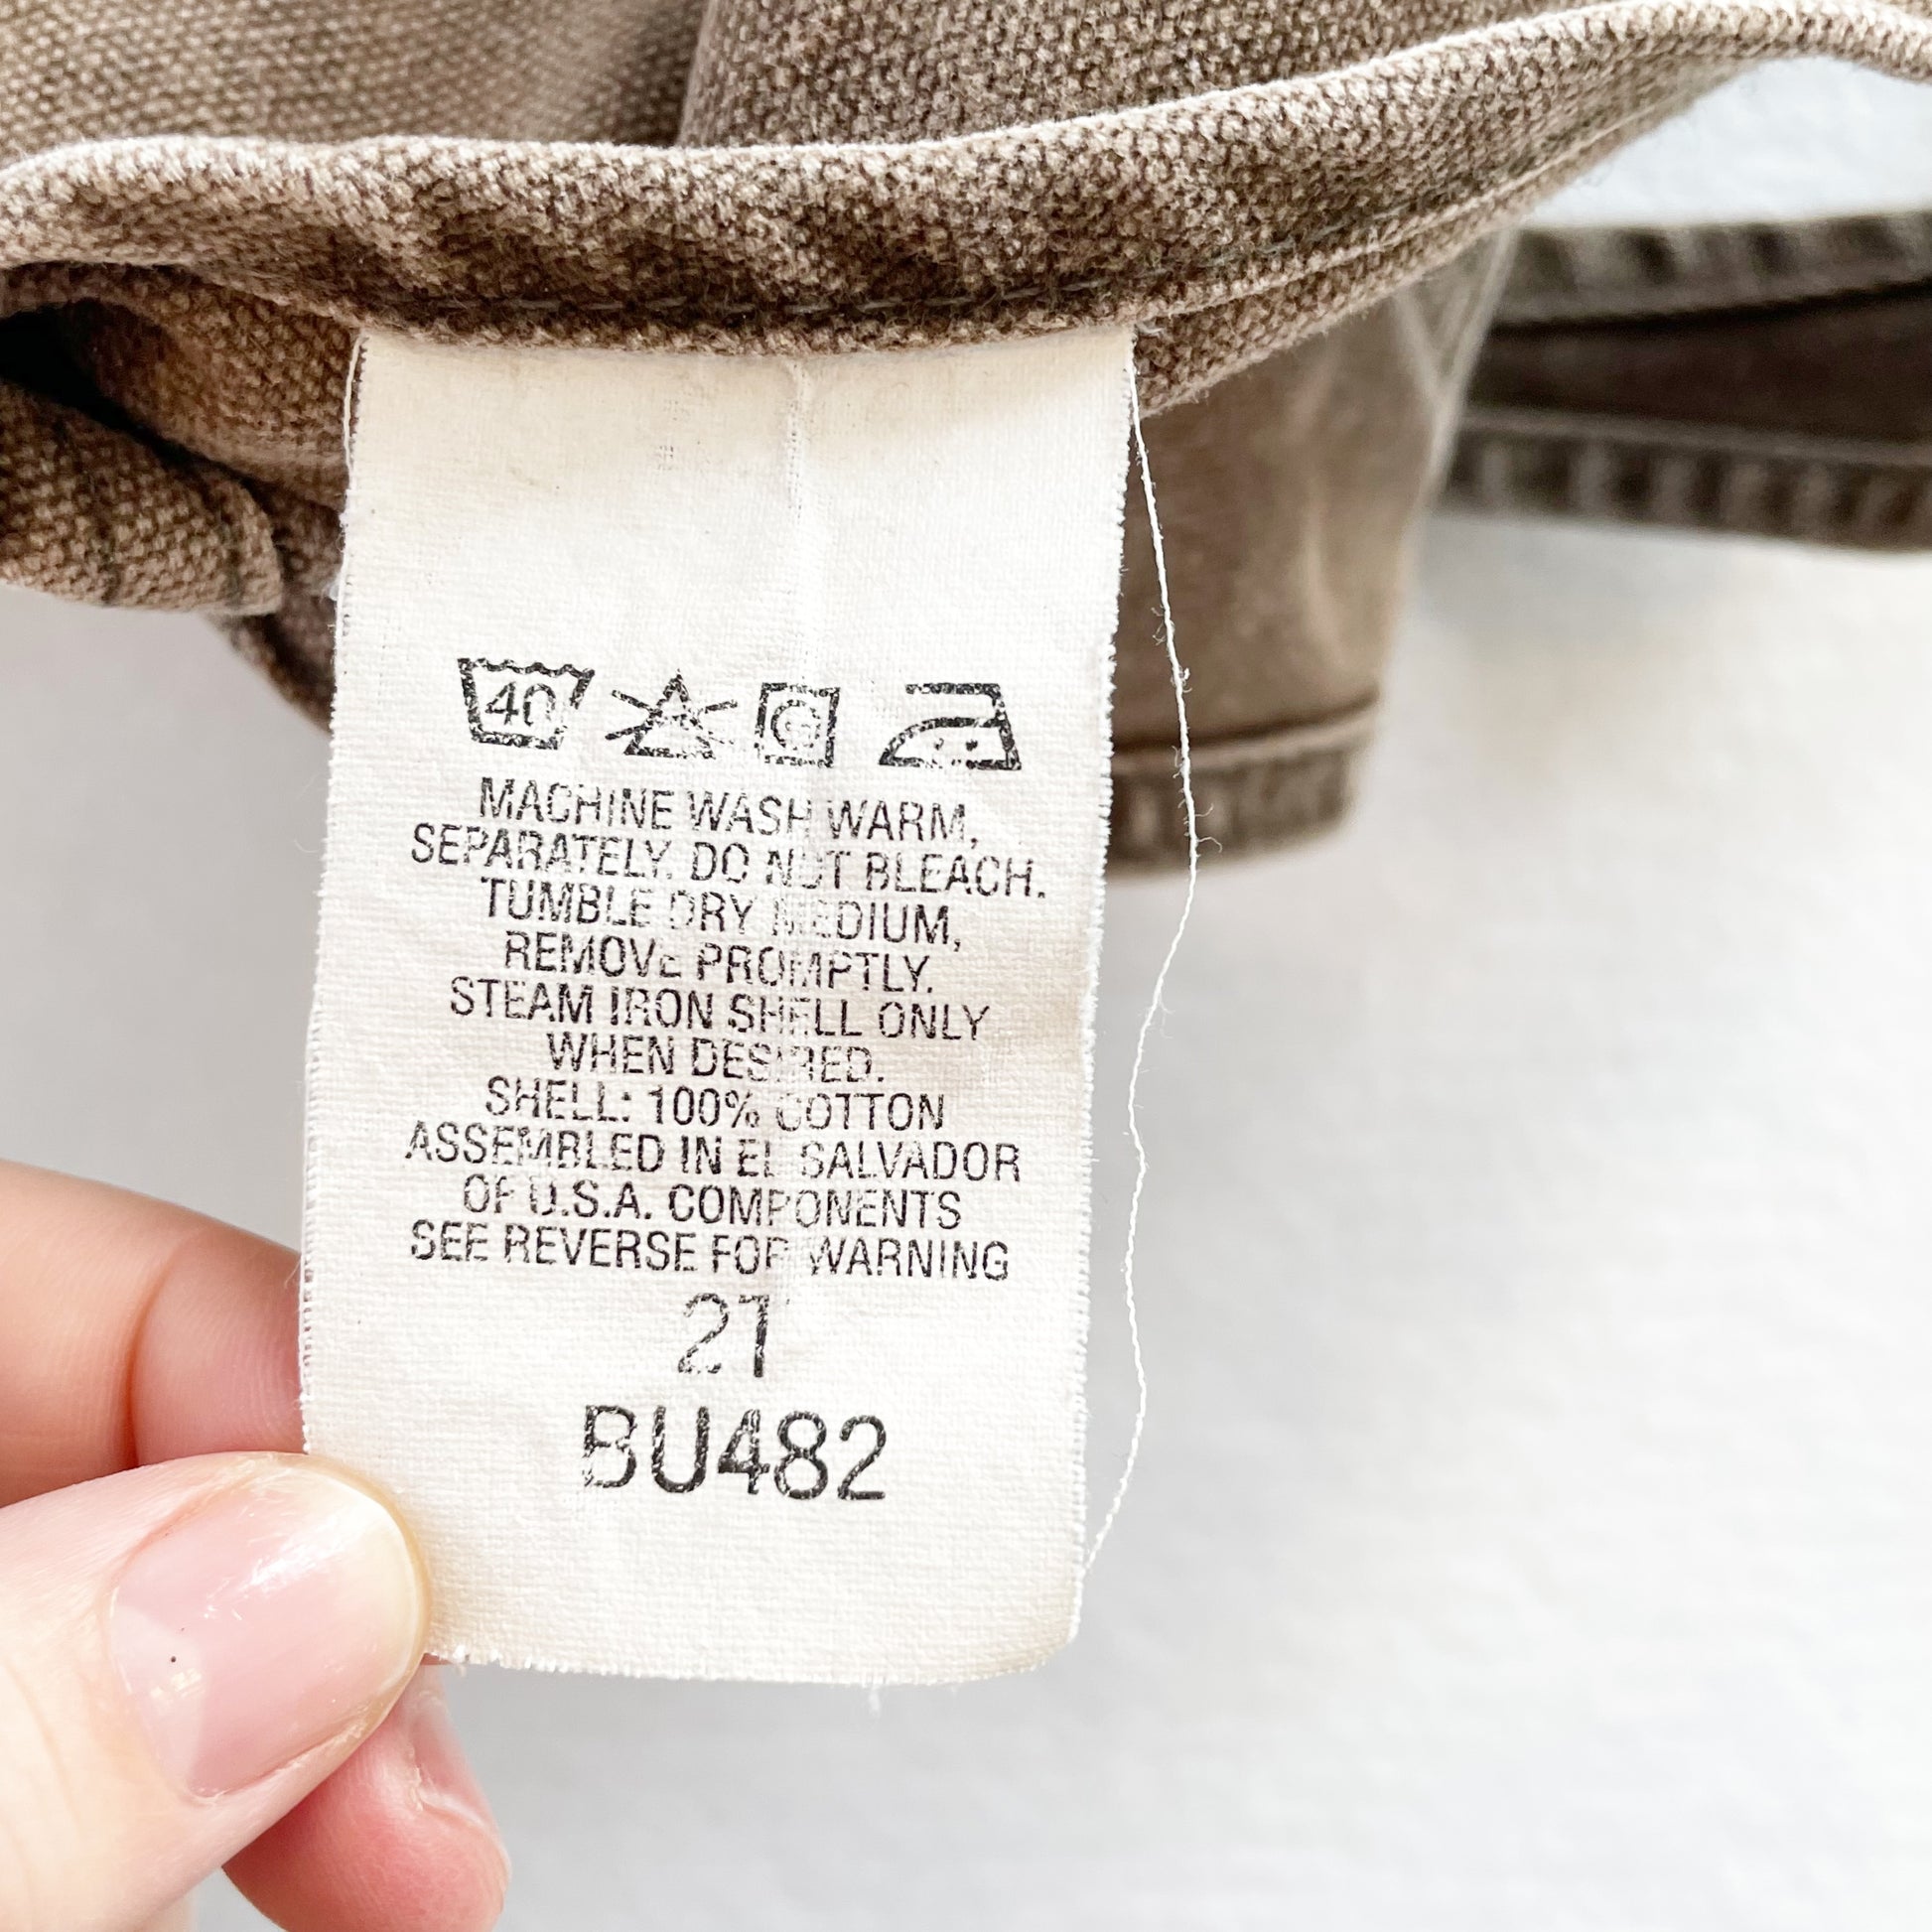 40
MACHINE WASH WARM,
SEPARATELY. DO NOT BLEACH.
TUMBLE DRY MEDIUM,
REMOVE PROMPTLY.
STEAM IRON SHELL ONLY
WHEN DESIRED.
SHELL: 100% COTTON
ASSEMBLED IN EL SALVADOR
OF U.S.A. COMPONENTS
SEE REVERSE FOR WARNING
2T
BU482